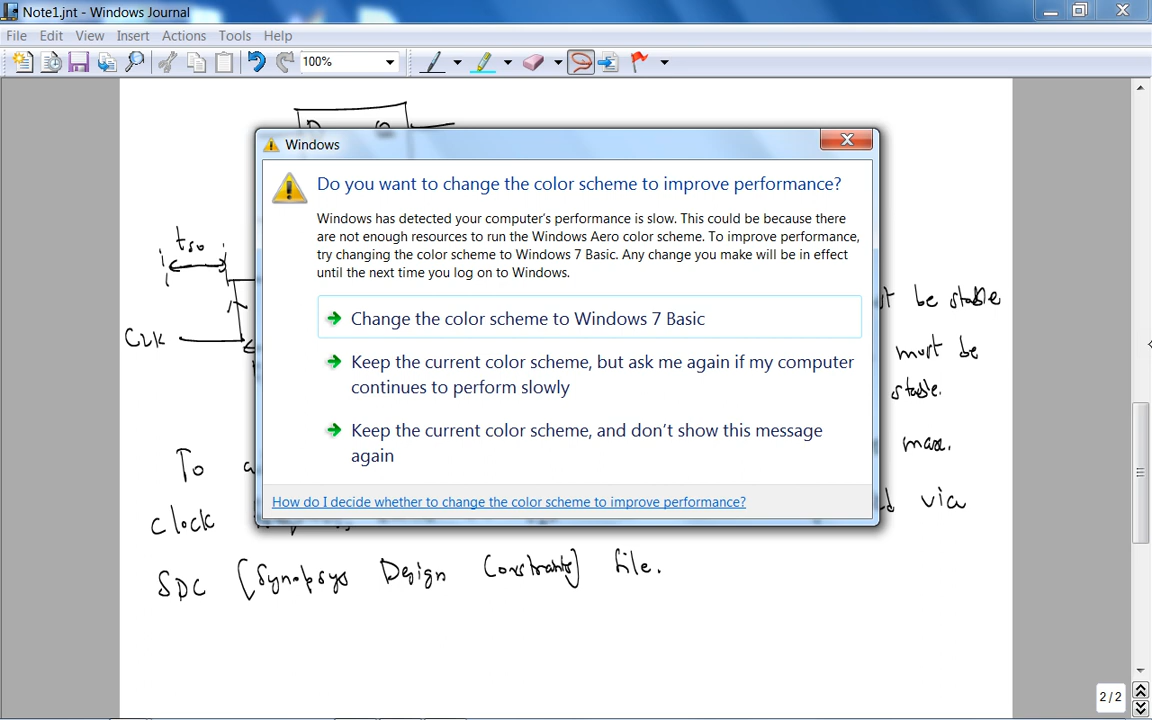 Note1.jnt - Windows Journal
File Edit View Insert Actions Tools Help
100%
D Q
Windows
Do you want to change the color scheme to improve performance?
Windows has detected your computer's performance is slow. This could be because there
are not enough resources to run the Windows Aero color scheme. To improve performance,
try changing the color scheme to Windows 7 Basic. Any change you make will be in effect
until the next time you log on to Windows.
Change the color scheme to Windows 7 Basic
Keep the current color scheme, but ask me again if my computer
continues to perform slowly
Keep the current color scheme, and don't show this message
again
How do I decide whether to change the color scheme to improve performance?
tsu
be stable
CLK
must be
stable.
To
max.
clock
via
SDC [Synopsys Design Constraints] file.
2/2